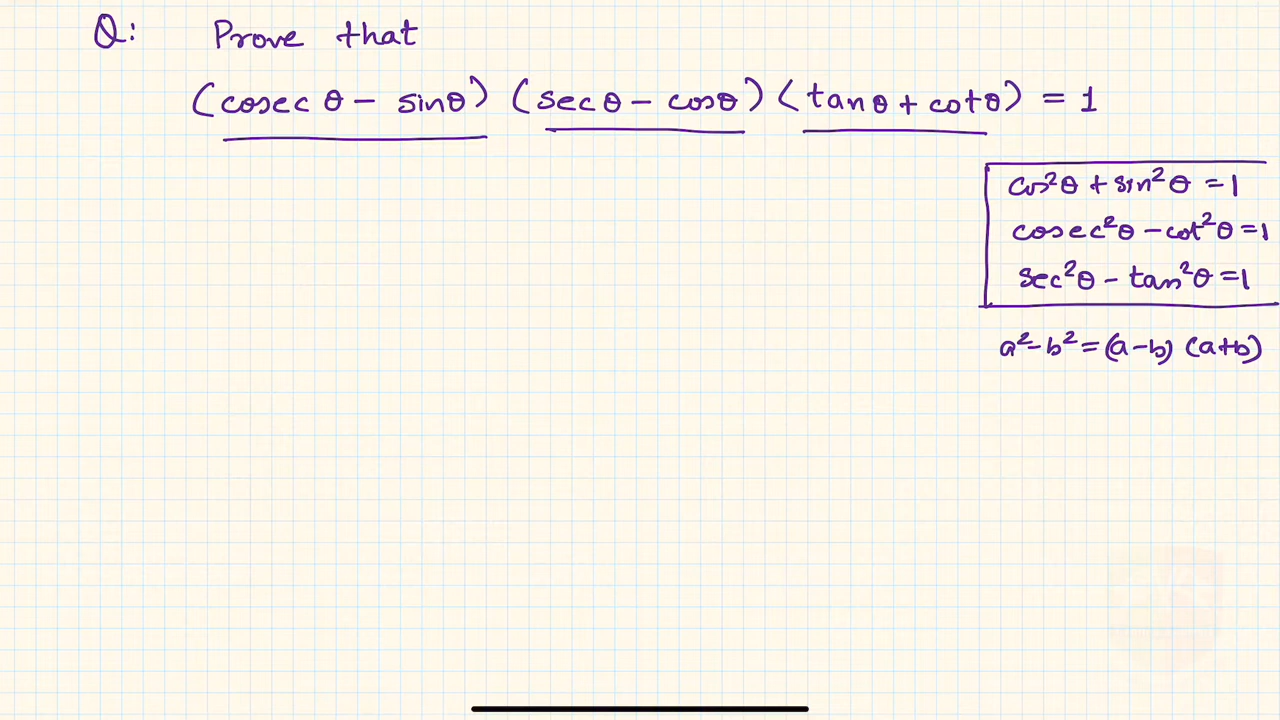 Q: Prove that
(cosec θ - sinθ) (secθ - cosθ) (tanθ + cotθ) = 1
cos²θ + sin²θ = 1
cosec²θ - cot²θ = 1
sec²θ - tan²θ = 1
a² - b² = (a - b) (a + b)